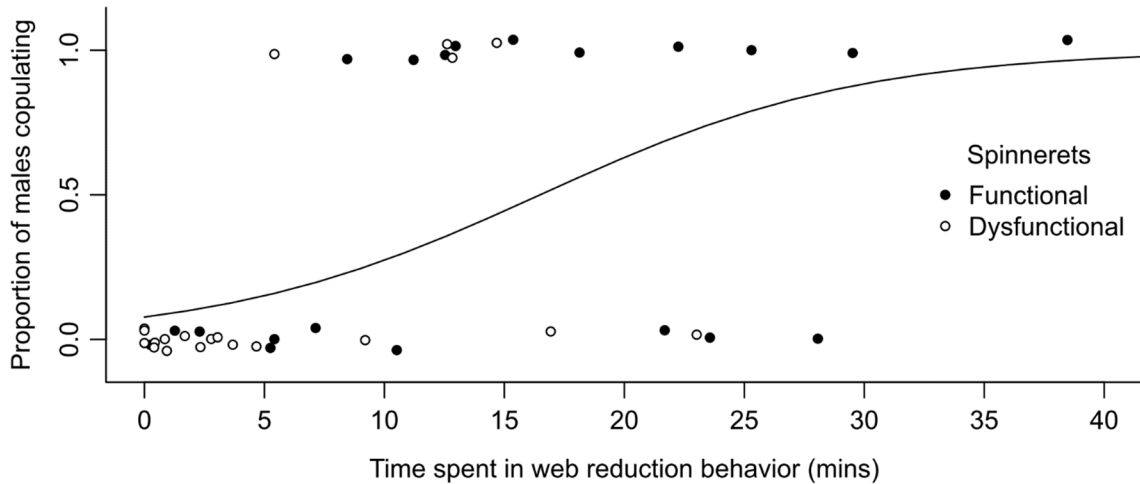 Proportion of males copulating
1.0
0.5
0.
Spinnerets
Functional
Dysfunctional
0 5 10 15 20 25 30 35 40
Time spent in web reduction behavior (mins)